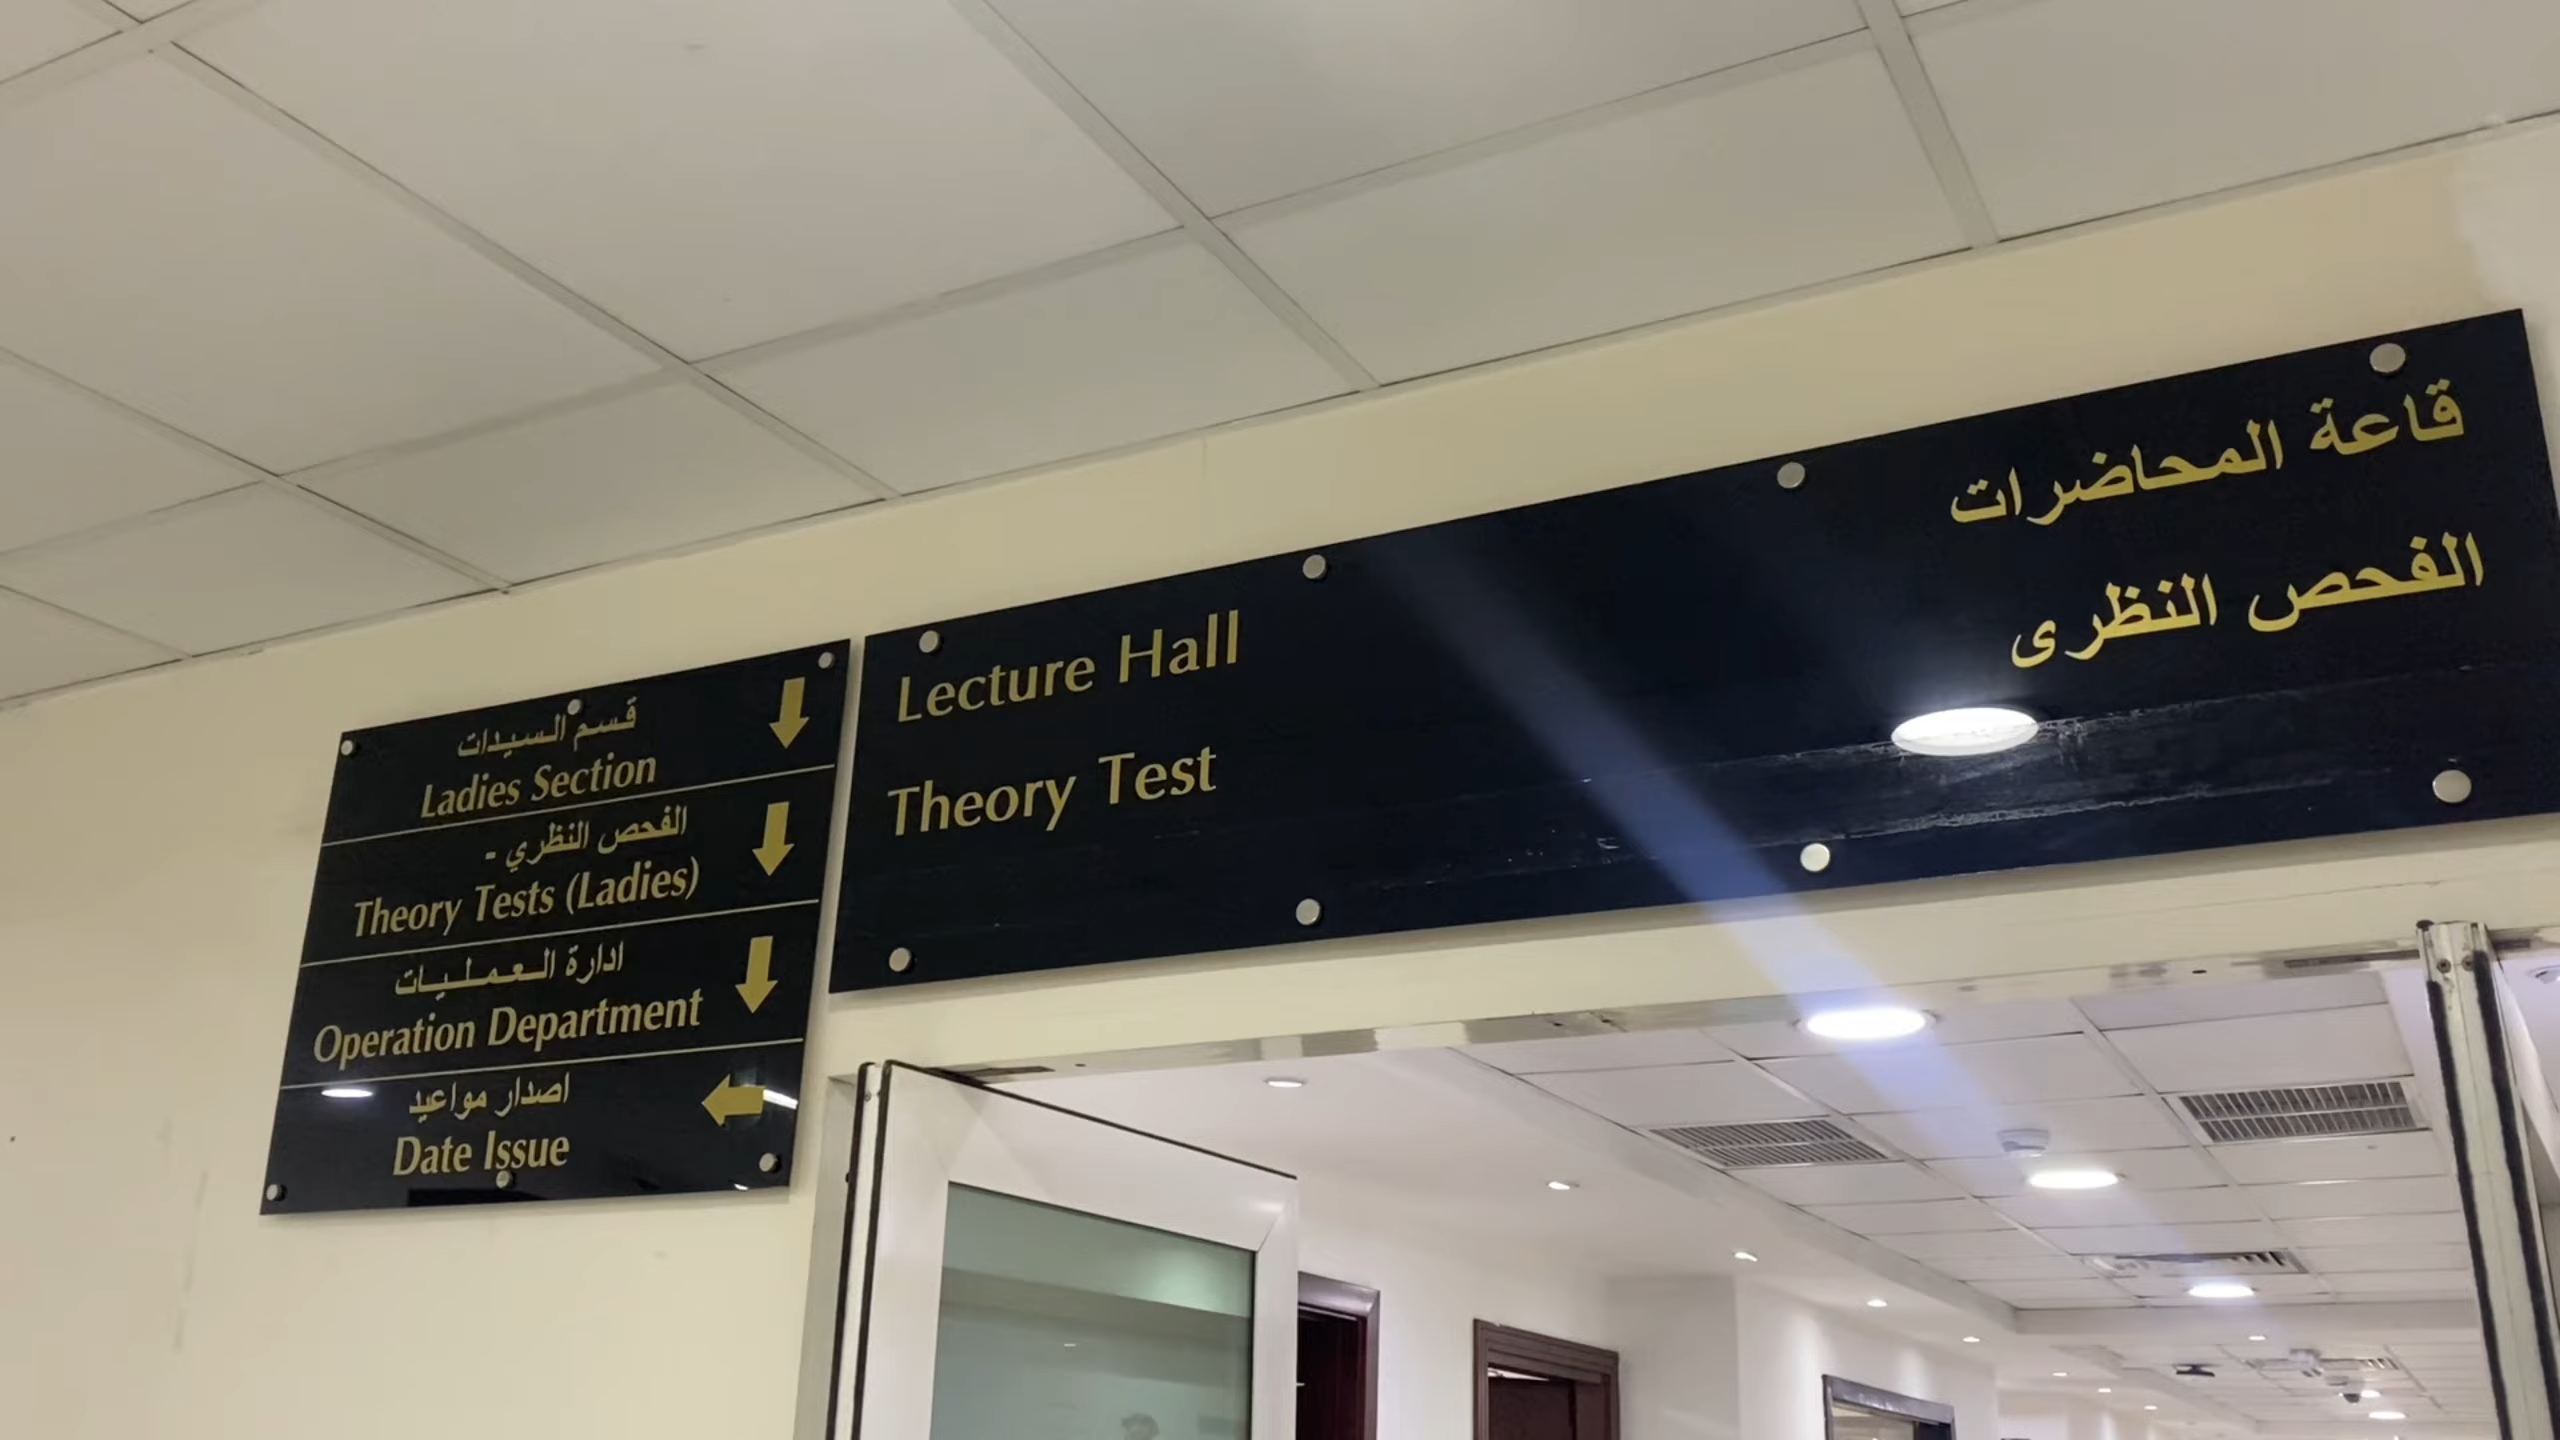 قسم السيدات
Ladies Section
الفحص النظري -
Theory Tests (Ladies)
ادارة العمليات
Operation Department
اصدار مواعيد
Date Issue
Lecture Hall
Theory Test
قاعة المحاضرات
الفحص النظرى